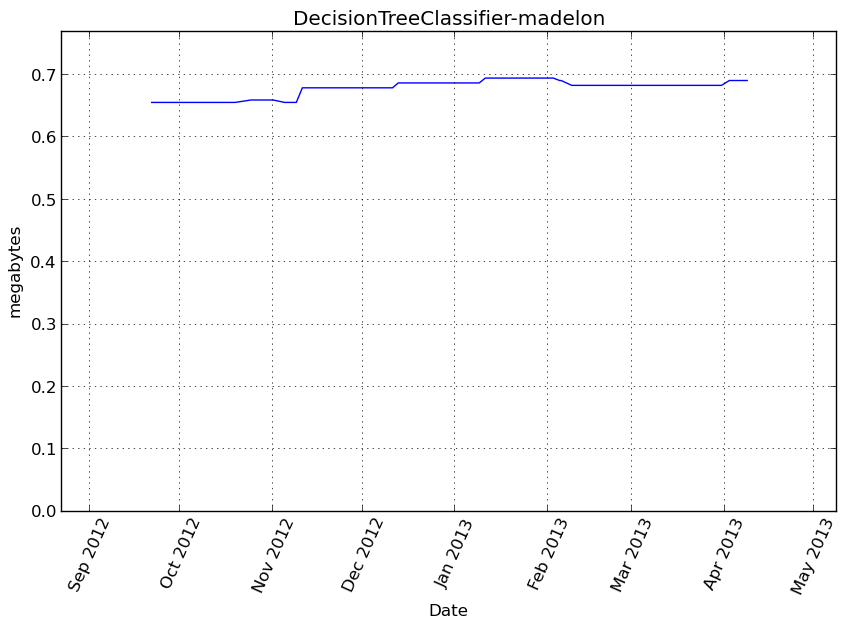 DecisionTreeClassifier-madelon
megabytes
0.7
0.6
0.5
0.4
0.3
0.2
0.1
0.0
Sep 2012
Oct 2012
Nov 2012
Dec 2012
Jan 2013
Feb 2013
Mar 2013
Apr 2013
May 2013
Date